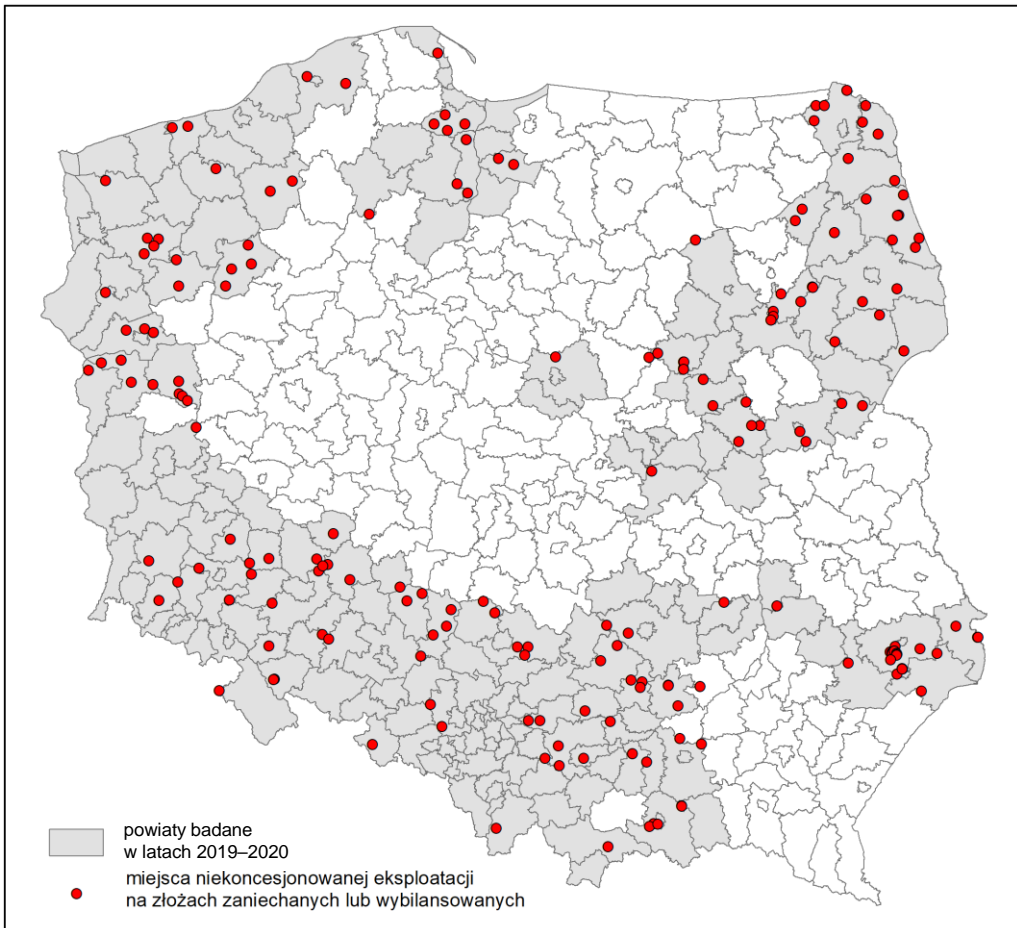 powiaty badane
w latach 2019–2020
miejsca niekoncesjonowanej eksploatacji
na złożach zaniechanych lub wybilansowanych